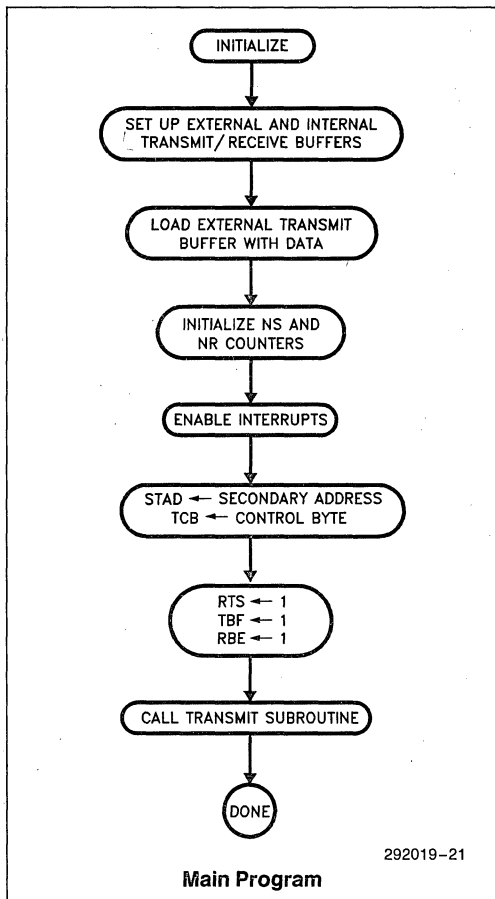 INITIALIZE
SET UP EXTERNAL AND INTERNAL
TRANSMIT/RECEIVE BUFFERS
LOAD EXTERNAL TRANSMIT
BUFFER WITH DATA
INITIALIZE NS AND
NR COUNTERS
ENABLE INTERRUPTS
STAD ← SECONDARY ADDRESS
TCB ← CONTROL BYTE
RTS ← 1
TBF ← 1
RBE ← 1
CALL TRANSMIT SUBROUTINE
DONE
292019-21
Main Program